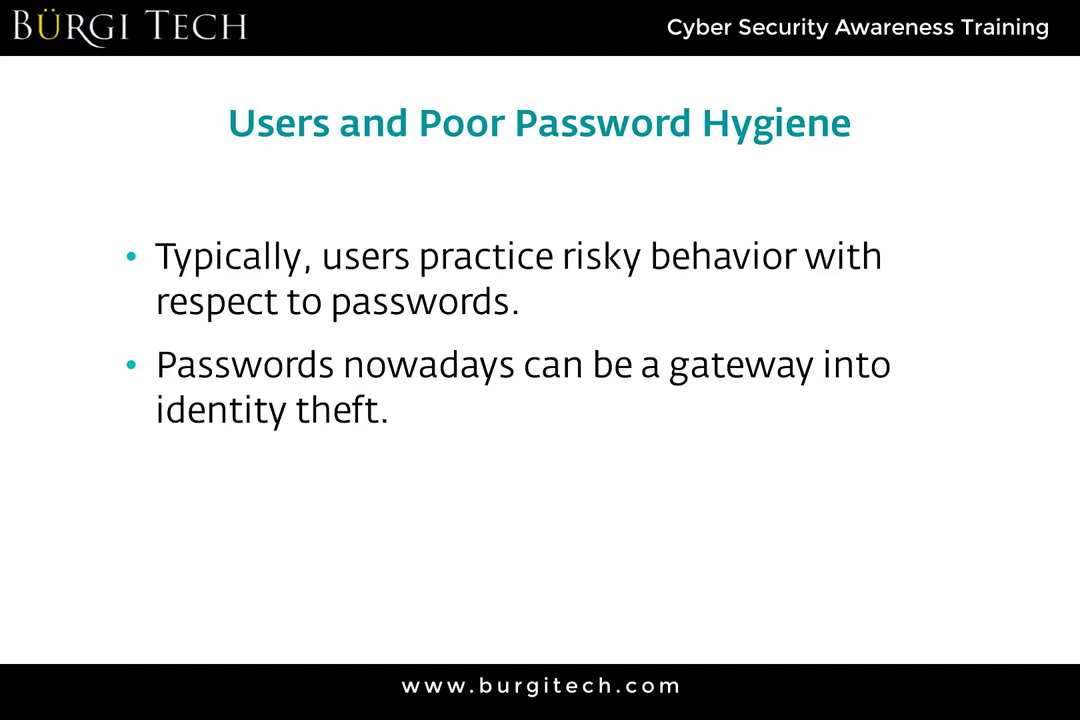 BÜRGI TECH
Cyber Security Awareness Training
Users and Poor Password Hygiene
• Typically, users practice risky behavior with
respect to passwords.
• Passwords nowadays can be a gateway into
identity theft.
www.burgitech.com